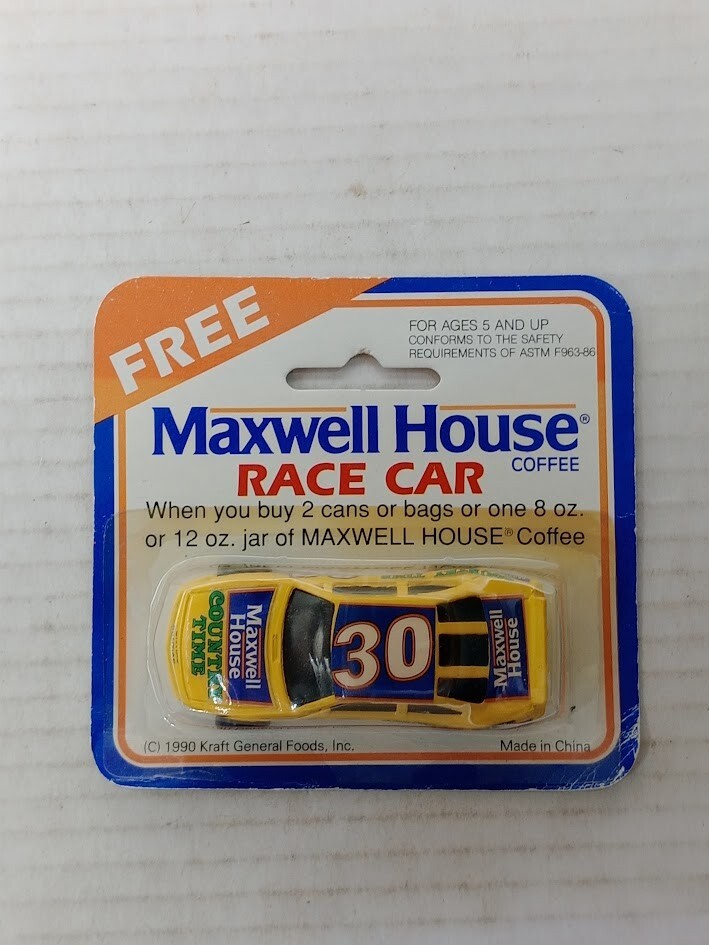 FREE
FOR AGES 5 AND UP
CONFORMS TO THE SAFETY
REQUIREMENTS OF ASTM F963-86
Maxwell House®
COFFEE
RACE CAR
When you buy 2 cans or bags or one 8 oz.
or 12 oz. jar of MAXWELL HOUSE® Coffee
COUNTRY
TIME
Maxwell
House
30
Maxwell
House
(C) 1990 Kraft General Foods, Inc.
Made in China